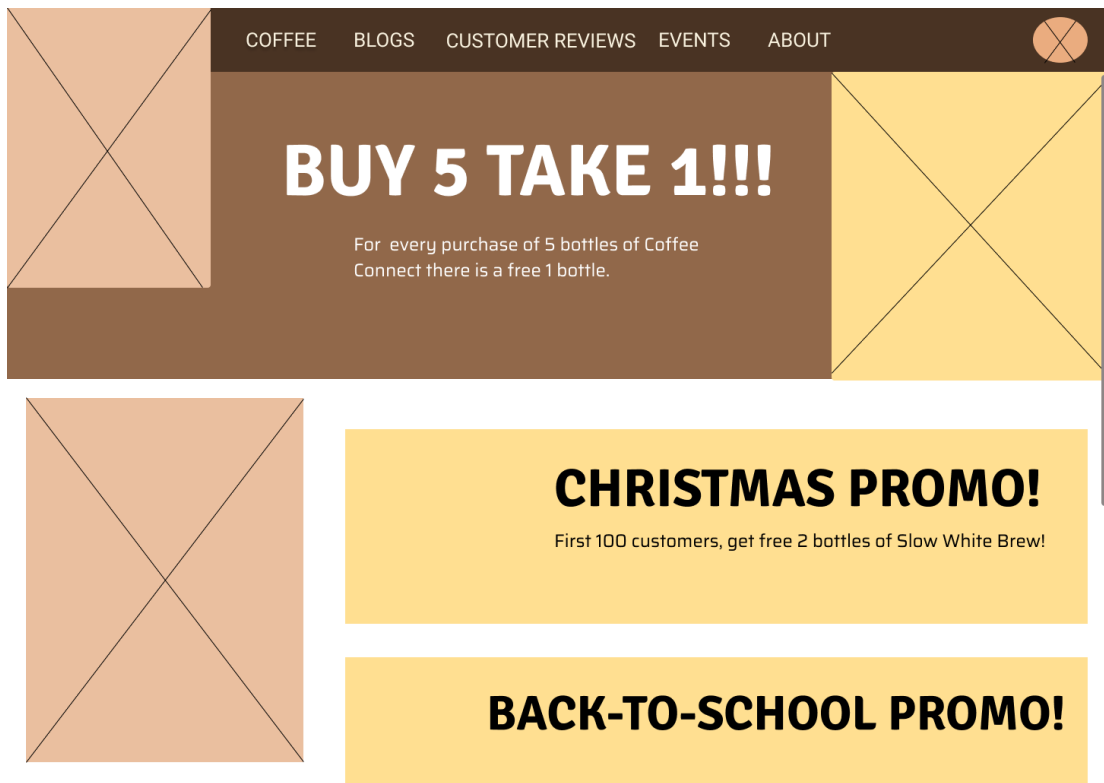 COFFEE BLOGS CUSTOMER REVIEWS EVENTS ABOUT
BUY 5 TAKE 1!!!
For every purchase of 5 bottles of Coffee
Connect there is a free 1 bottle.
CHRISTMAS PROMO!
First 100 customers, get free 2 bottles of Slow White Brew!
BACK-TO-SCHOOL PROMO!